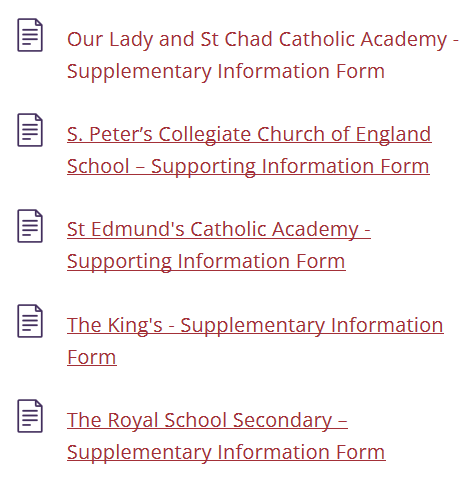 Our Lady and St Chad Catholic Academy -
Supplementary Information Form
S. Peter’s Collegiate Church of England
School – Supporting Information Form
St Edmund's Catholic Academy -
Supporting Information Form
The King's - Supplementary Information
Form
The Royal School Secondary –
Supplementary Information Form